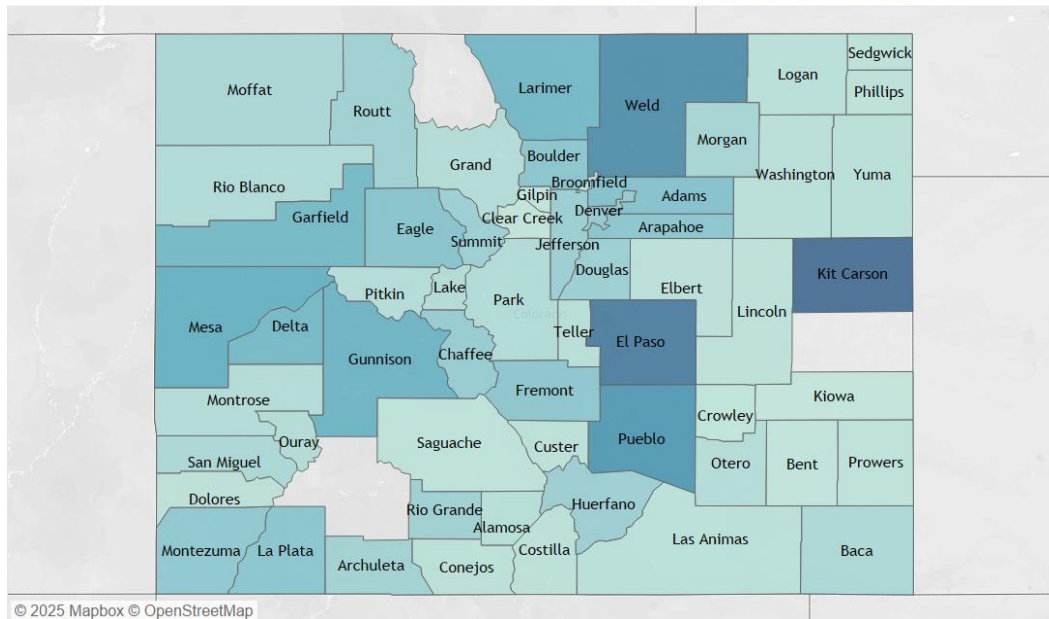 Sedgwick
Logan
Larimer
Moffat
Phillips
Weld
Routt
Morgan
Boulder
Grand
Washington
Yuma
Rio Blanco
Broomfield
Gilpin
Adams
Garfield
Denver
Clear Creek
Eagle
Arapahoe
Summit
Jefferson
Douglas
Kit Carson
Lake
Elbert
Pitkin
Park
Lincoln
Colorado
Mesa
Delta
Teller
El Paso
Chaffee
Gunnison
Fremont
Kiowa
Montrose
Crowley
Pueblo
Ouray
Saguache
Custer
San Miguel
Otero
Bent
Prowers
Dolores
Huerfano
Rio Grande
Alamosa
Las Animas
Montezuma
La Plata
Costilla
Baca
Archuleta
Conejos
© 2025 Mapbox © OpenStreetMap